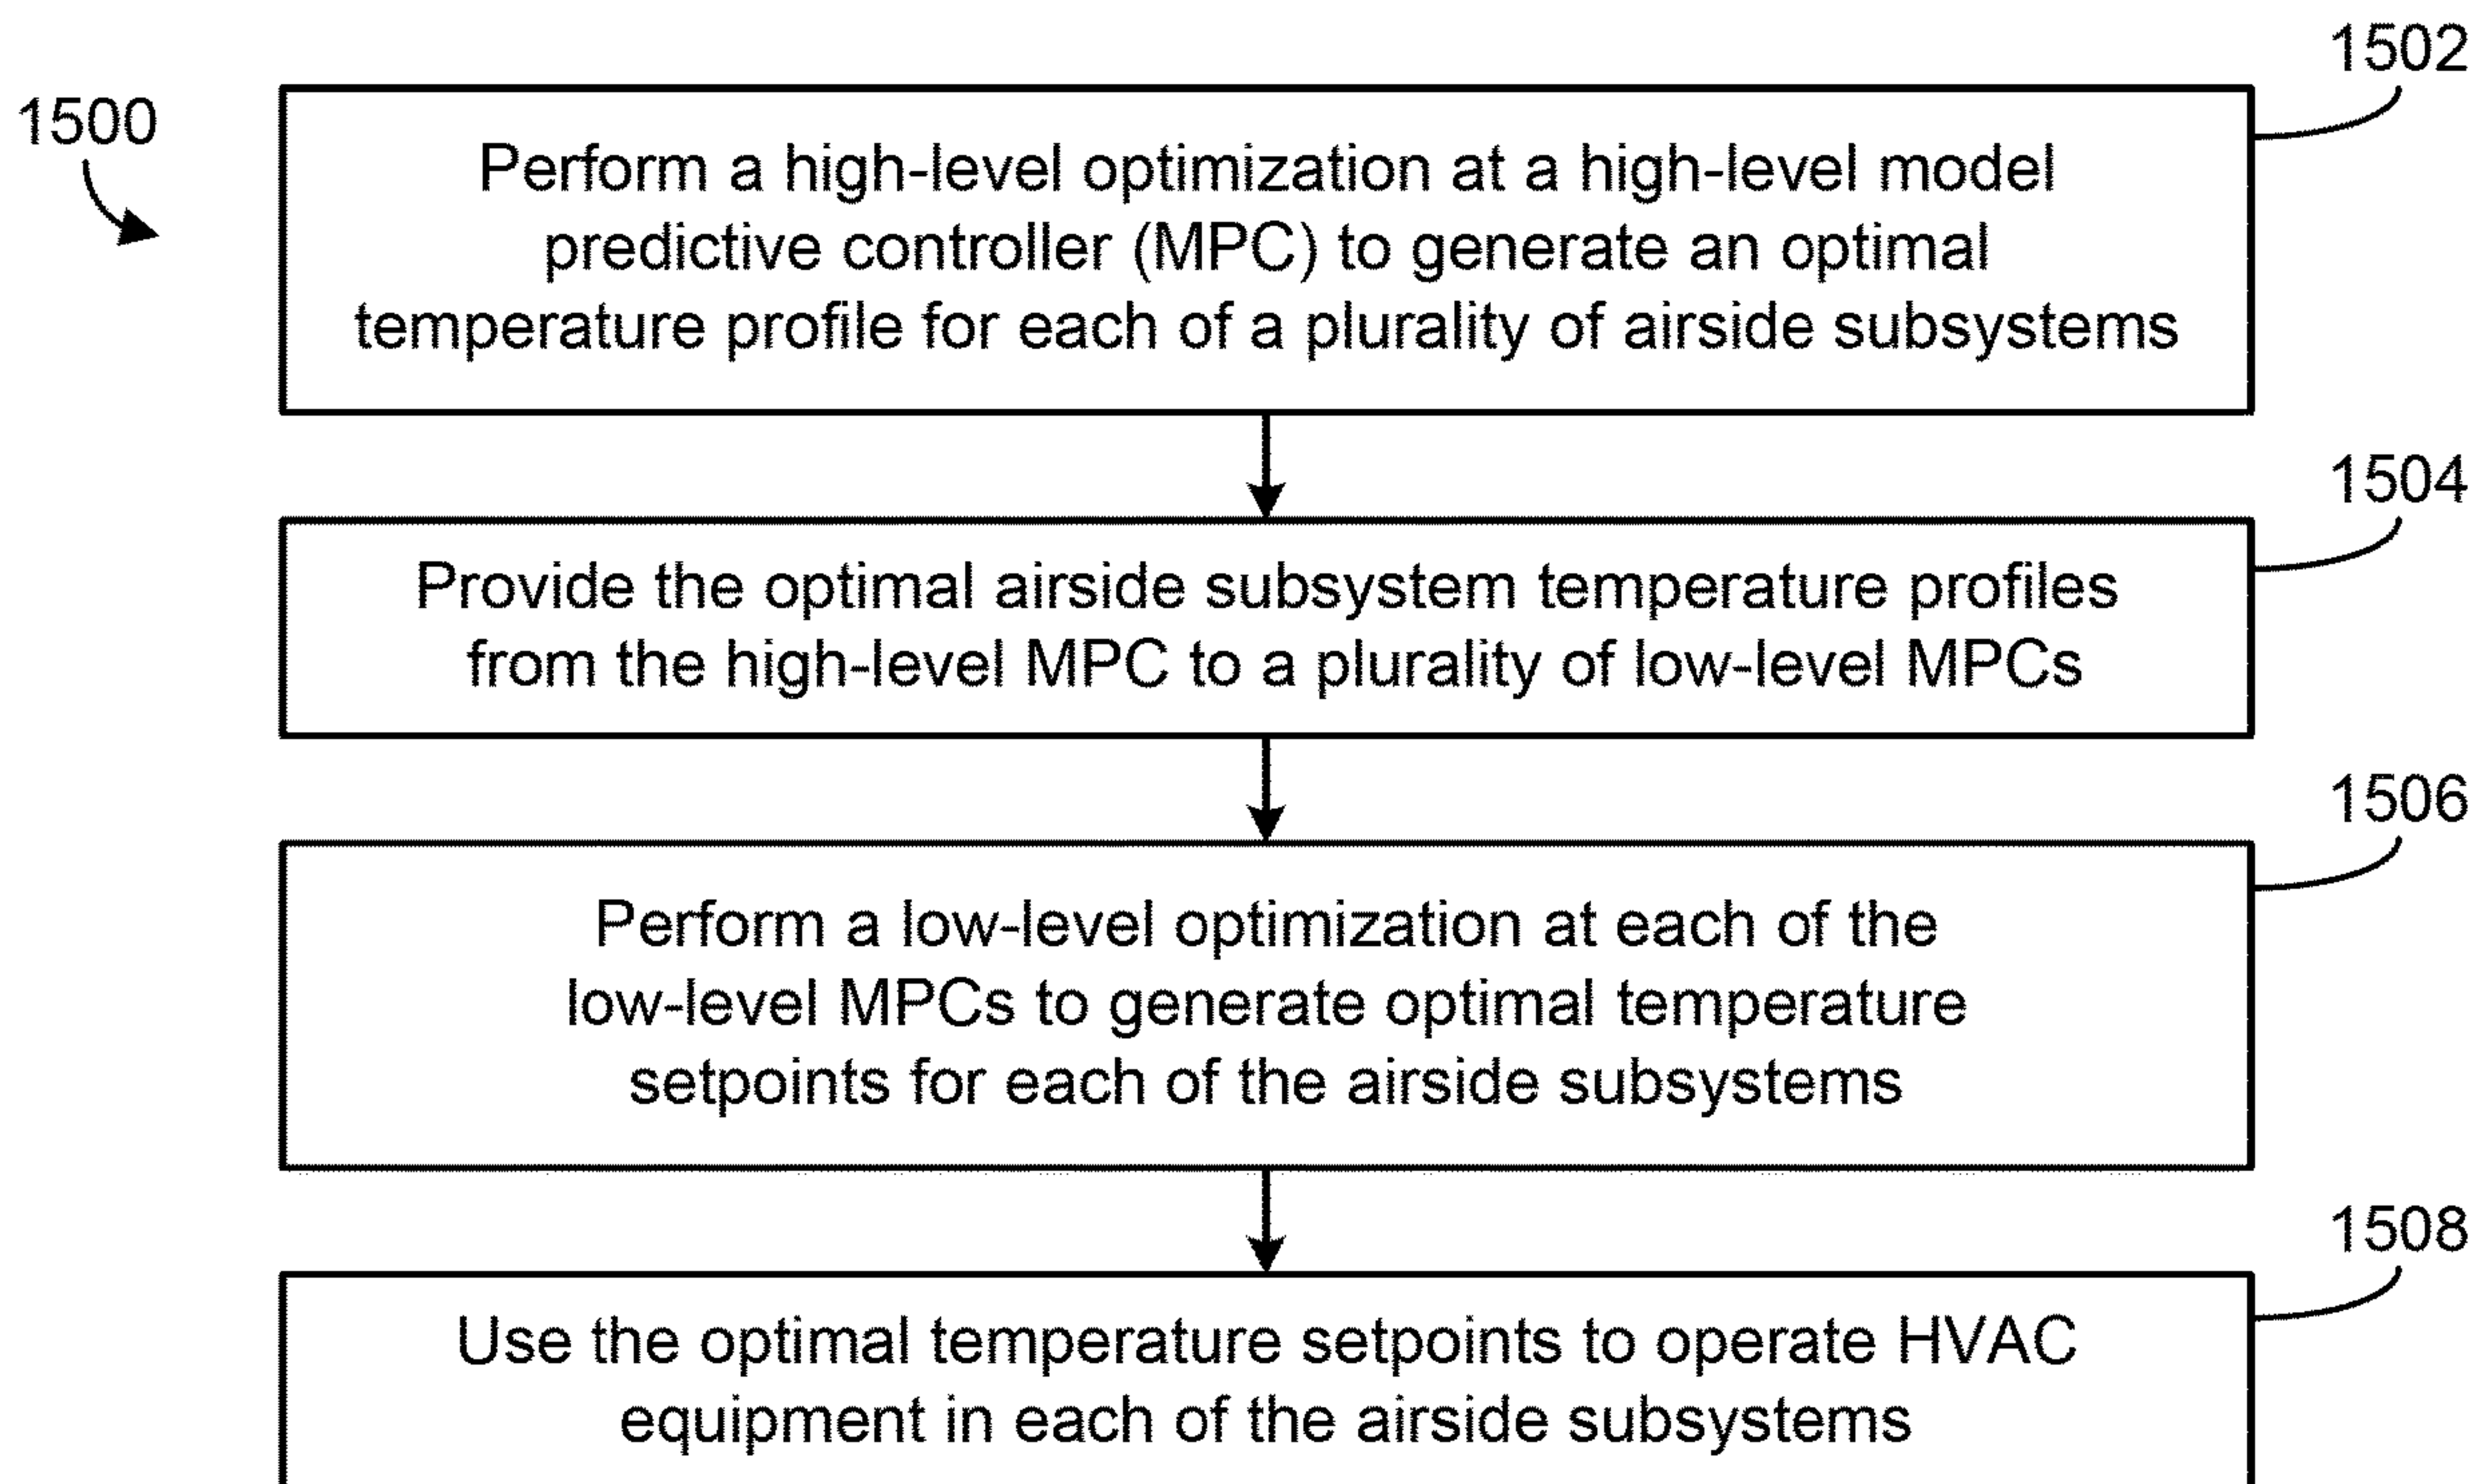 1500
1502
Perform a high-level optimization at a high-level model
predictive controller (MPC) to generate an optimal
temperature profile for each of a plurality of airside subsystems
1504
Provide the optimal airside subsystem temperature profiles
from the high-level MPC to a plurality of low-level MPCs
1506
Perform a low-level optimization at each of the
low-level MPCs to generate optimal temperature
setpoints for each of the airside subsystems
1508
Use the optimal temperature setpoints to operate HVAC
equipment in each of the airside subsystems